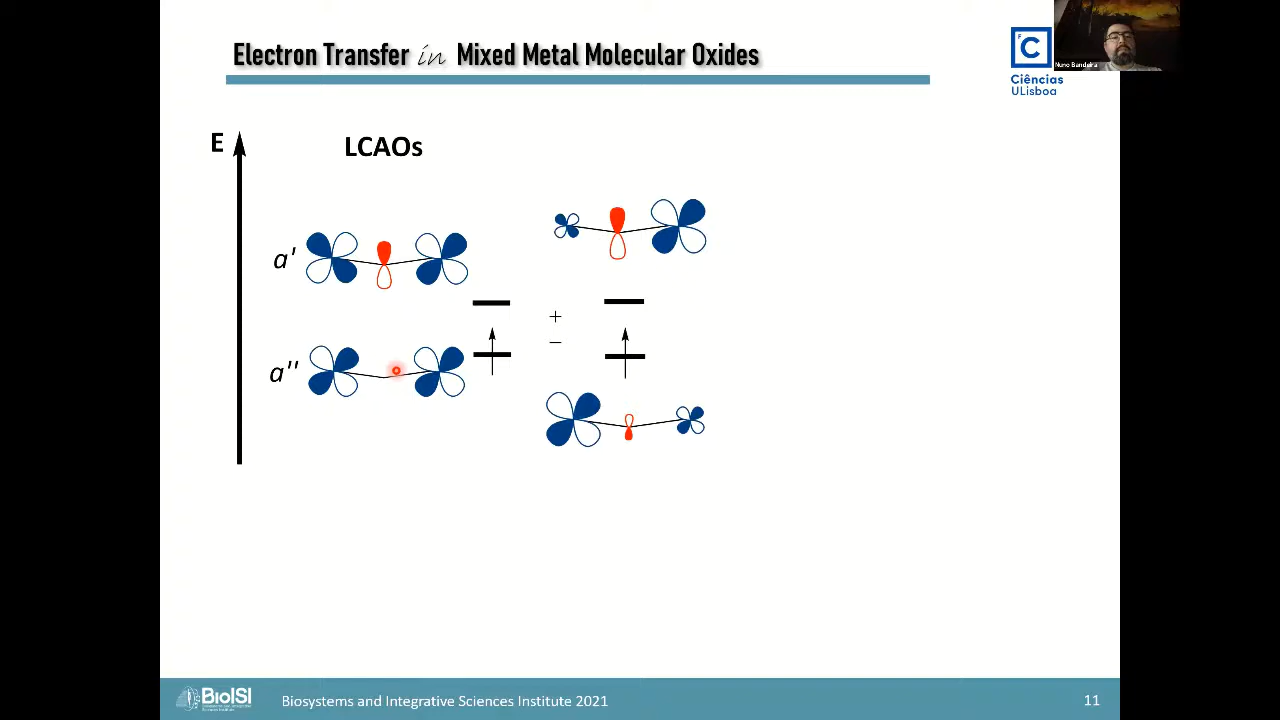 Electron Transfer in Mixed Metal Molecular Oxides
C
Ciências
ULisboa
Nuno Bandeira
E
LCAOs
a'
a''
+
−
BioISI
Biosystems and Integrative Sciences Institute 2021
11